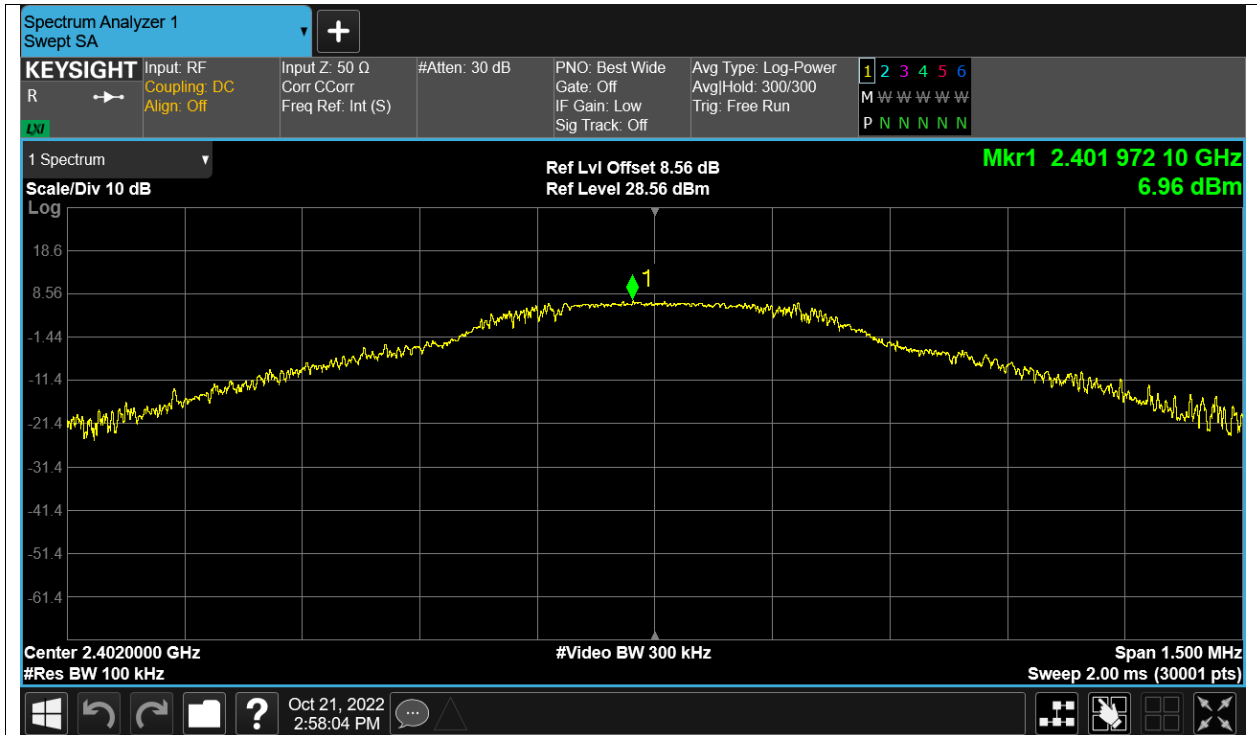 Spectrum Analyzer 1
Swept SA
▼
+
KEYSIGHT
R
LXI
Input: RF
Coupling: DC
Align: Off
Input Z: 50 Ω
Corr CCorr
Freq Ref: Int (S)
#Atten: 30 dB
PNO: Best Wide
Gate: Off
IF Gain: Low
Sig Track: Off
Avg Type: Log-Power
Avg|Hold: 300/300
Trig: Free Run
1 2 3 4 5 6
M W W W W W
P N N N N N
1 Spectrum ▼
Scale/Div 10 dB
Log
Ref Lvl Offset 8.56 dB
Ref Level 28.56 dBm
Mkr1 2.401 972 10 GHz
6.96 dBm
1
18.6
8.56
-1.44
-11.4
-21.4
-31.4
-41.4
-51.4
-61.4
Center 2.4020000 GHz
#Res BW 100 kHz
#Video BW 300 kHz
Span 1.500 MHz
Sweep 2.00 ms (30001 pts)
?
Oct 21, 2022
2:58:04 PM